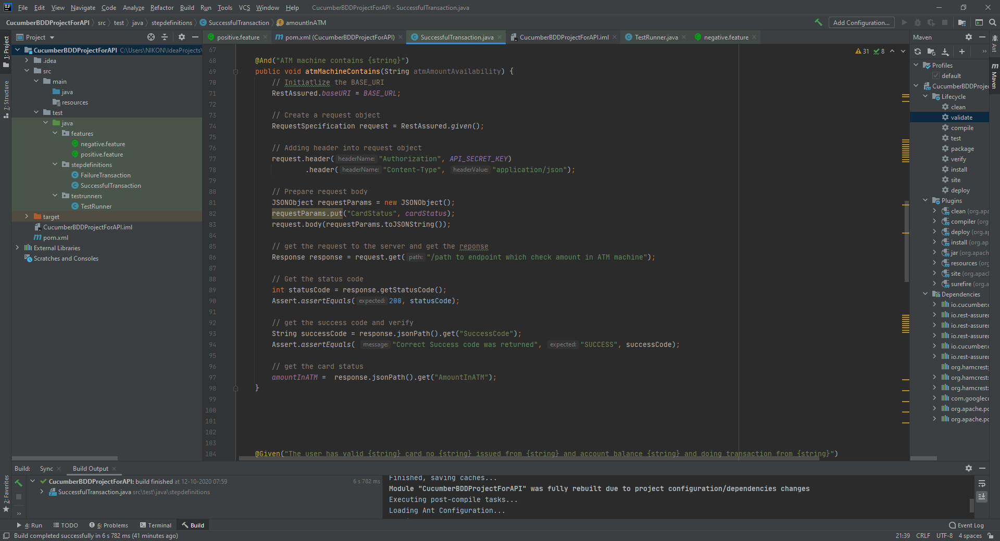 File Edit View Navigate Code Analyze Refactor Build Run Tools VCS Window Help CucumberBDDProjectForAPI - SuccessfulTransaction.java
CucumberBDDProjectForAPI src test java stepdefinitions SuccessfulTransaction amountInATM Add Configuration...
Project
positive.feature pom.xml (CucumberBDDProjectForAPI) SuccessfulTransaction.java CucumberBDDProjectForAPI.iml TestRunner.java negative.feature
Maven
1: Project
7: Structure
2: Favorites
CucumberBDDProjectForAPI C:\Users\NIKON\IdeaProjects\
.idea
src
main
java
resources
test
java
features
negative.feature
positive.feature
stepdefinitions
FailureTransaction
SuccessfulTransaction
testrunners
TestRunner
target
CucumberBDDProjectForAPI.iml
pom.xml
External Libraries
Scratches and Consoles
31 8
67
68 @And("ATM machine contains {string}")
69 public void atmMachineContains(String atmAmountAvailability) {
70 // Initiatlize the BASE_URI
71 RestAssured.baseURI = BASE_URL;
72
73 // Create a request object
74 RequestSpecification request = RestAssured.given();
75
76 // Adding header into request object
77 request.header( headerName: "Authorization", API_SECRET_KEY)
78 .header( headerName: "Content-Type", headerValue: "application/json");
79
80 // Prepare request body
81 JSONObject requestParams = new JSONObject();
82 requestParams.put("CardStatus", cardStatus);
83 request.body(requestParams.toJSONString());
84
85 // get the request to the server and get the reponse
86 Response response = request.get( path: "/path to endpoint which check amount in ATM machine");
87
88 // Get the status code
89 int statusCode = response.getStatusCode();
90 Assert.assertEquals( expected: 200, statusCode);
91
92 // get the success code and verify
93 String successCode = response.jsonPath().get("SuccessCode");
94 Assert.assertEquals( message: "Correct Success code was returned", expected: "SUCCESS", successCode);
95
96 // get the card status
97 amountInATM = response.jsonPath().get("AmountInATM");
98 }
99
100
101
102
103
104 @Given("The user has valid {string} card no {string} issued from {string} and account balance {string} and doing transaction from {string}")
Profiles
default
CucumberBDDProjec
Lifecycle
clean
validate
compile
test
package
verify
install
site
deploy
Plugins
clean (org.apa
compiler (org
deploy (org.ap
install (org.ap
jar (org.apach
resources (org
site (org.apac
surefire (org.a
Dependencies
io.cucumber:c
io.rest-assured
io.rest-assured
io.rest-assured
io.cucumber:c
io.rest-assured
org.hamcrest:
org.hamcrest:
org.hamcrest:
com.googlecc
org.apache.pc
org.apache.pc
Ant
Maven
Build: Sync Build Output
CucumberBDDProjectForAPI: build finished at 12-10-2020 07:59 6 s 782 ms
SuccessfulTransaction.java src\test\java\stepdefinitions
Finished, saving caches...
Module "CucumberBDDProjectForAPI" was fully rebuilt due to project configuration/dependencies changes
Executing post-compile tasks...
Loading Ant Configuration...
4: Run TODO 6: Problems Terminal Build Event Log
Build completed successfully in 6 s 782 ms (41 minutes ago) 21:39 CRLF UTF-8 4 spaces